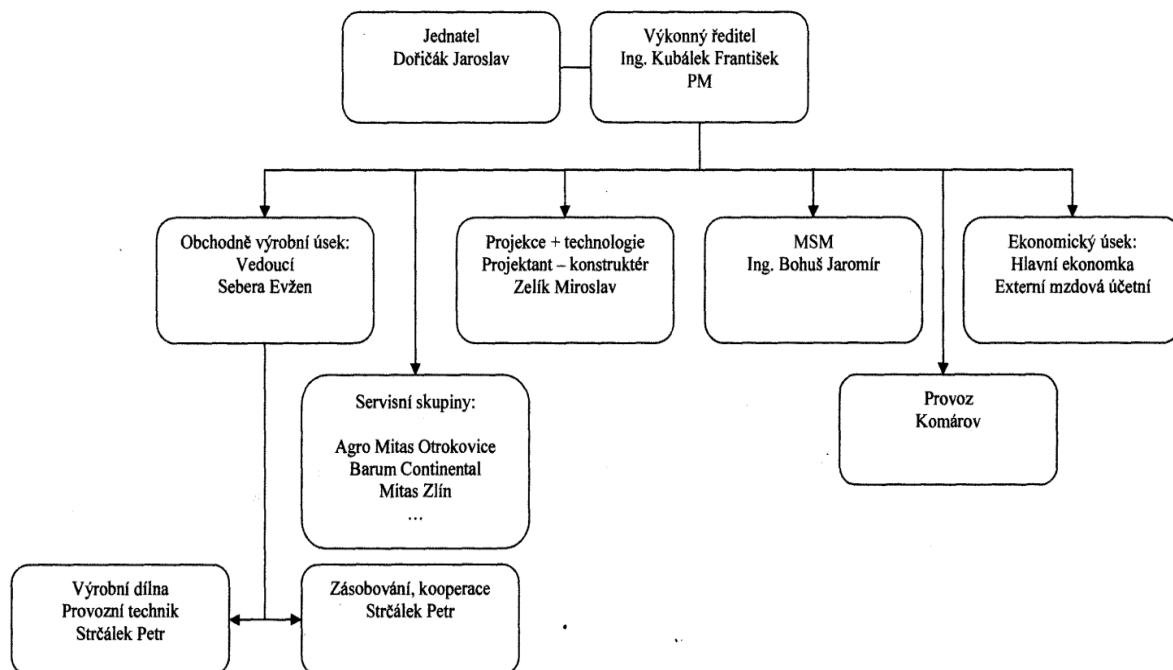 Jednatel
Dořičák Jaroslav
Výkonný ředitel
Ing. Kubálek František
PM
Obchodně výrobní úsek:
Vedoucí
Sebera Evžen
Projekce + technologie
Projektant – konstruktér
Zelík Miroslav
MSM
Ing. Bohuš Jaromír
Ekonomický úsek:
Hlavní ekonomka
Externí mzdová účetní
Servisní skupiny:
Agro Mitas Otrokovice
Barum Continental
Mitas Zlín
…
Provoz
Komárov
Výrobní dílna
Provozní technik
Strčálek Petr
Zásobování, kooperace
Strčálek Petr